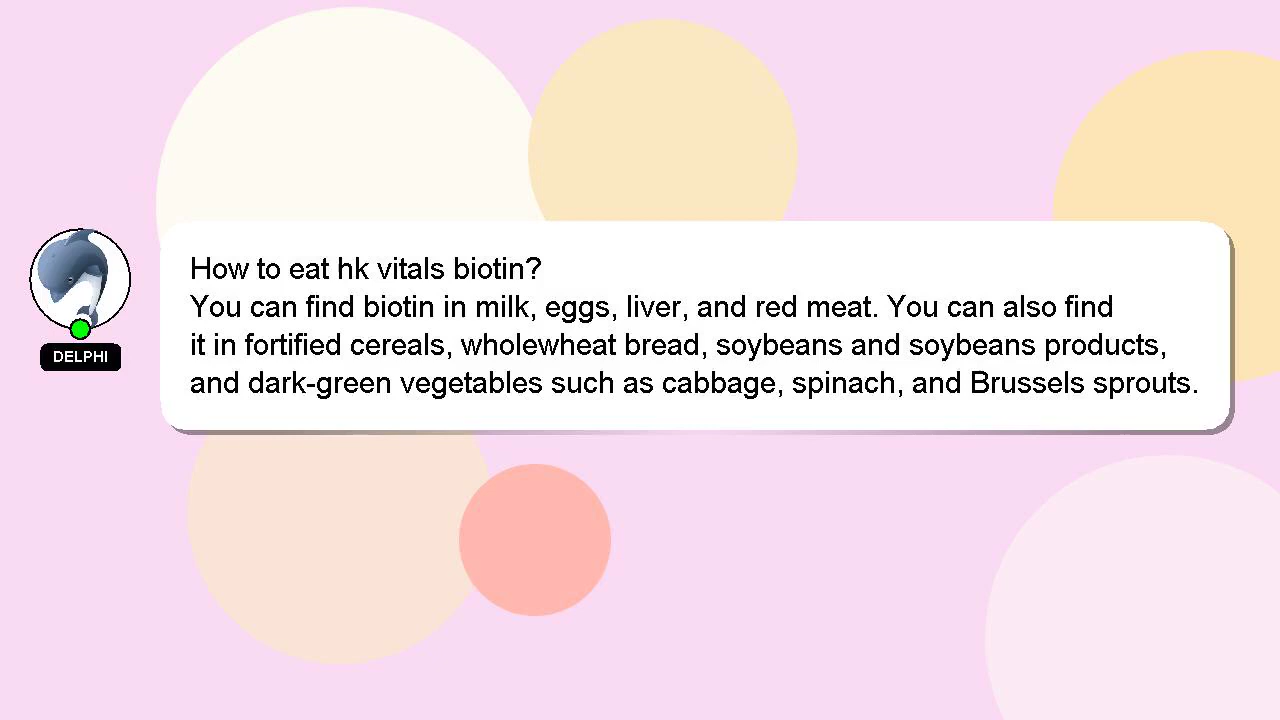 How to eat hk vitals biotin?
You can find biotin in milk, eggs, liver, and red meat. You can also find
it in fortified cereals, wholewheat bread, soybeans and soybeans products,
and dark-green vegetables such as cabbage, spinach, and Brussels sprouts.
DELPHI